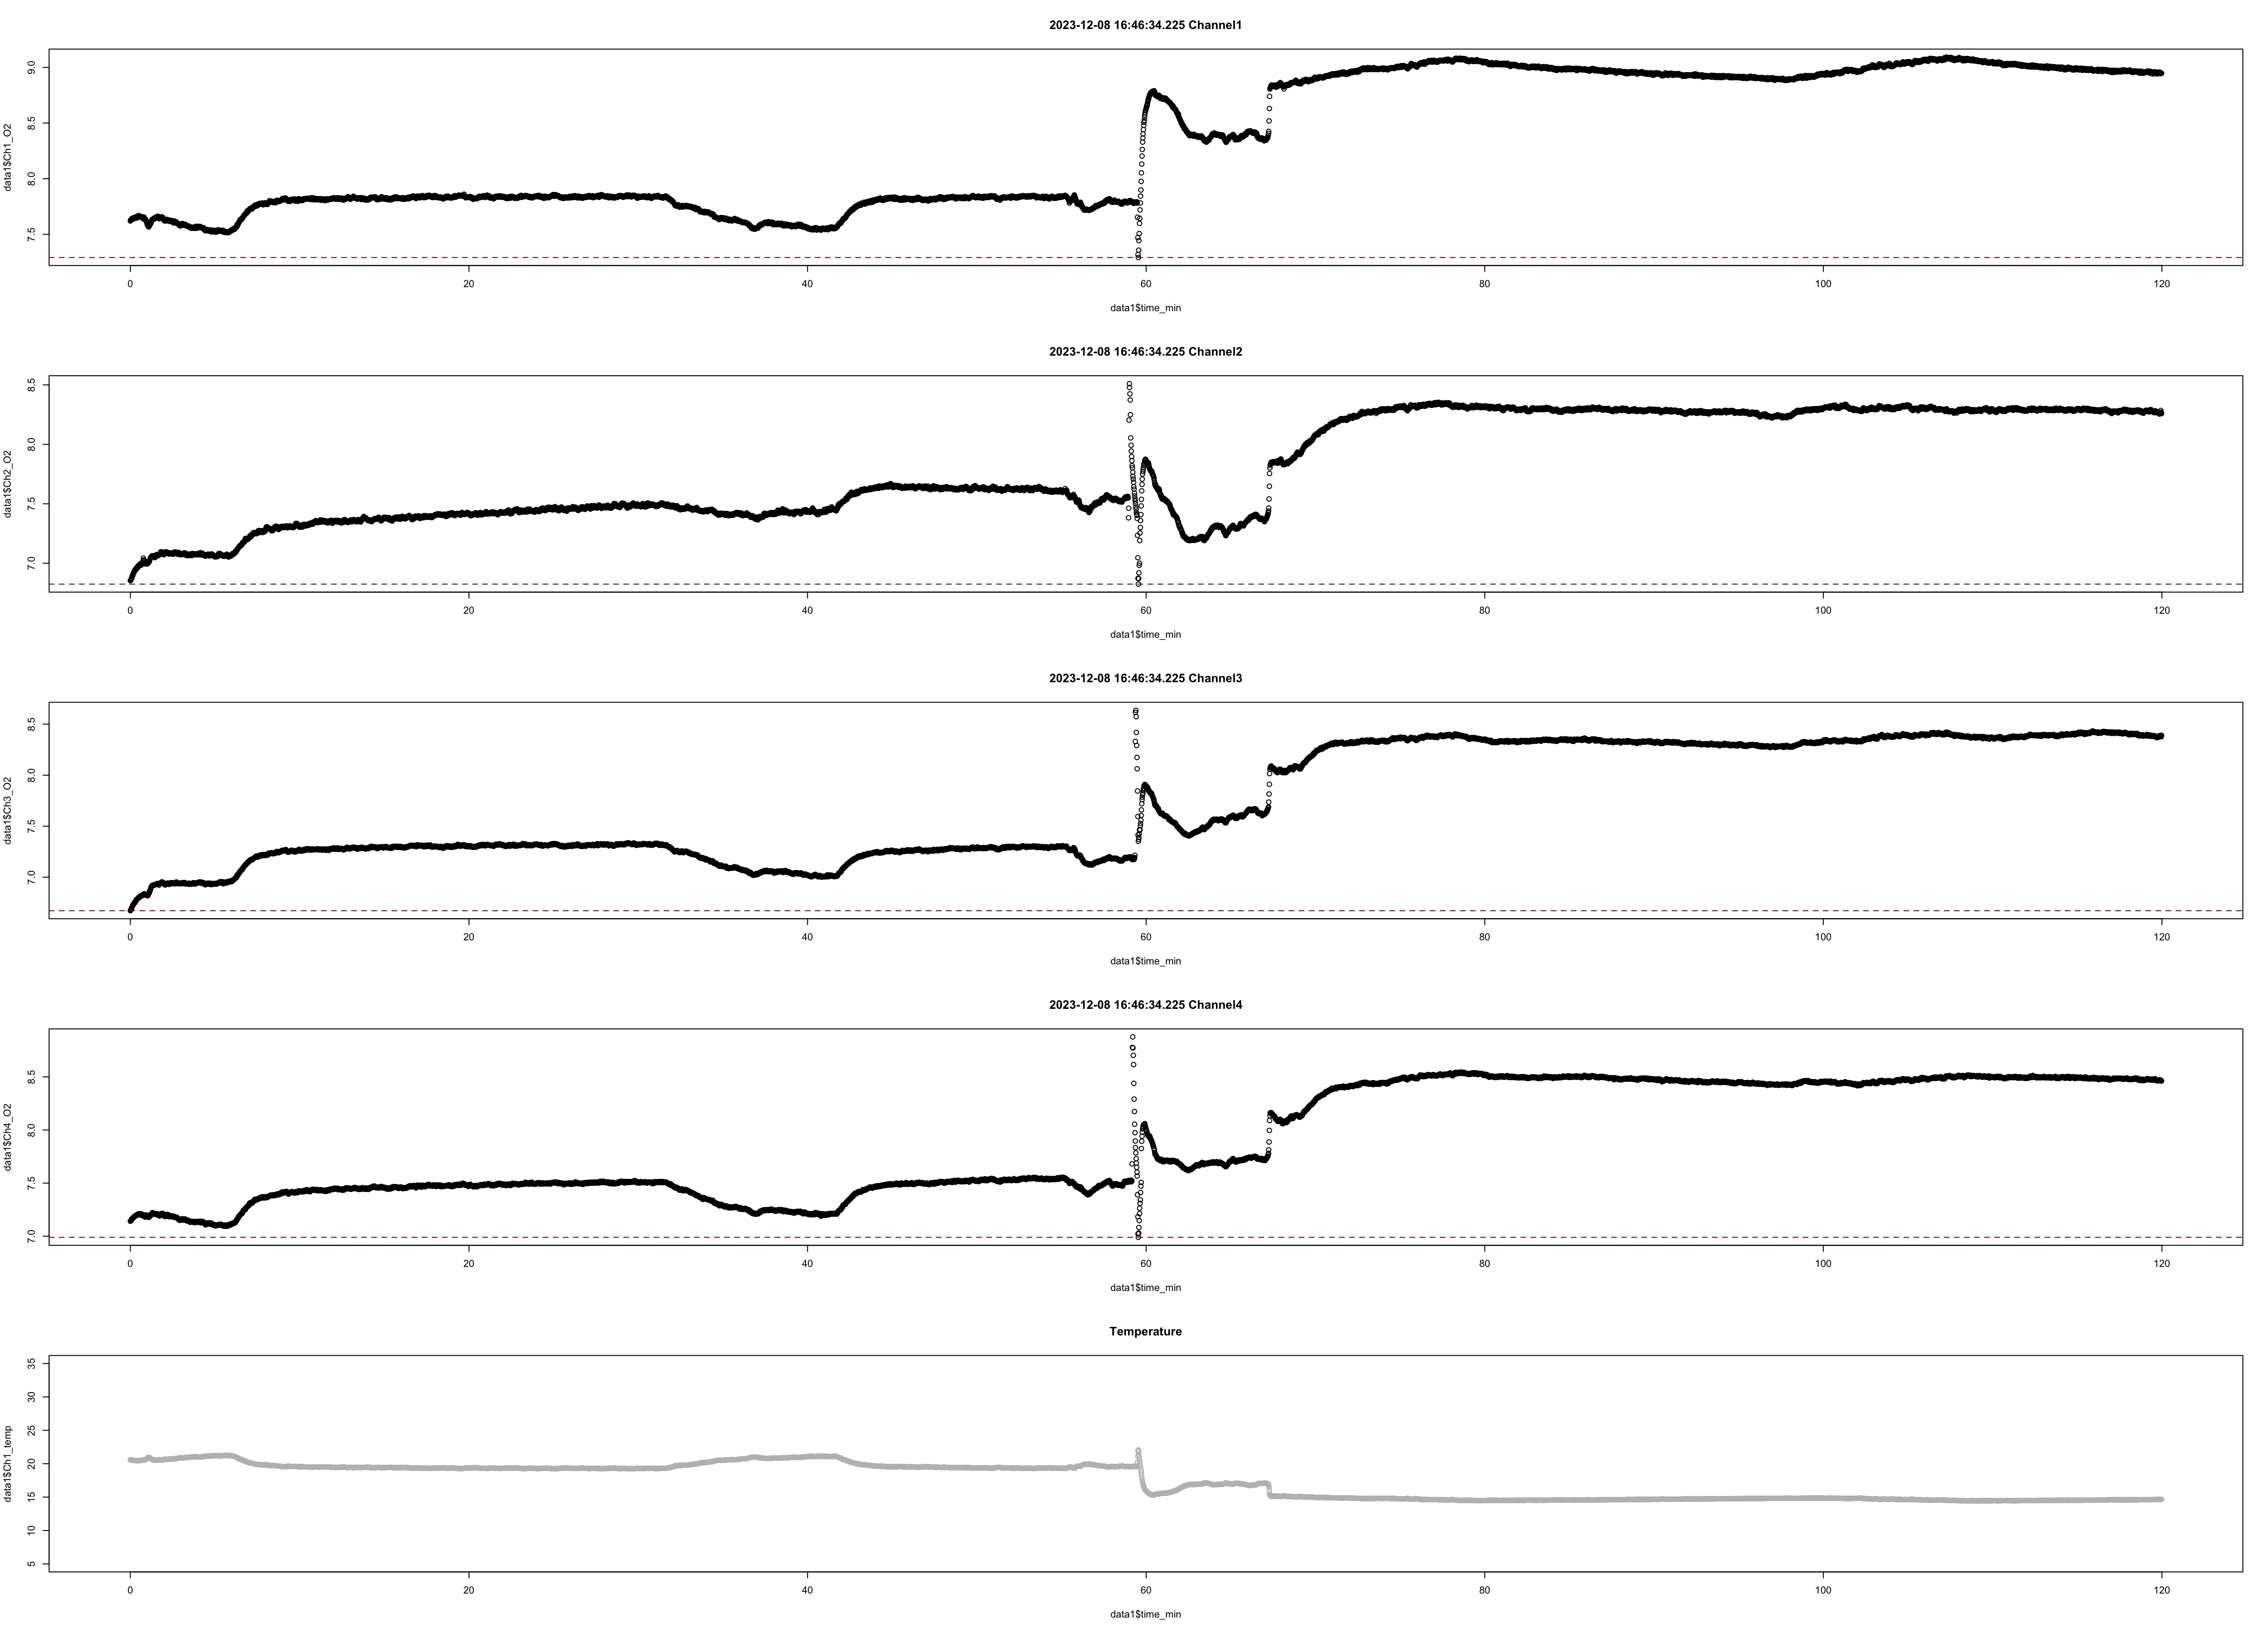 2023-12-08 16:46:34.225 Channel1
data1$Ch1_O2
9.0
8.5
8.0
7.5
0 20 40 60 80 100 120
data1$time_min
2023-12-08 16:46:34.225 Channel2
data1$Ch2_O2
8.5
8.0
7.5
7.0
0 20 40 60 80 100 120
data1$time_min
2023-12-08 16:46:34.225 Channel3
data1$Ch3_O2
8.5
8.0
7.5
7.0
0 20 40 60 80 100 120
data1$time_min
2023-12-08 16:46:34.225 Channel4
data1$Ch4_O2
8.5
8.0
7.5
7.0
0 20 40 60 80 100 120
data1$time_min
Temperature
data1$Ch1_temp
35
30
25
20
15
10
5
0 20 40 60 80 100 120
data1$time_min